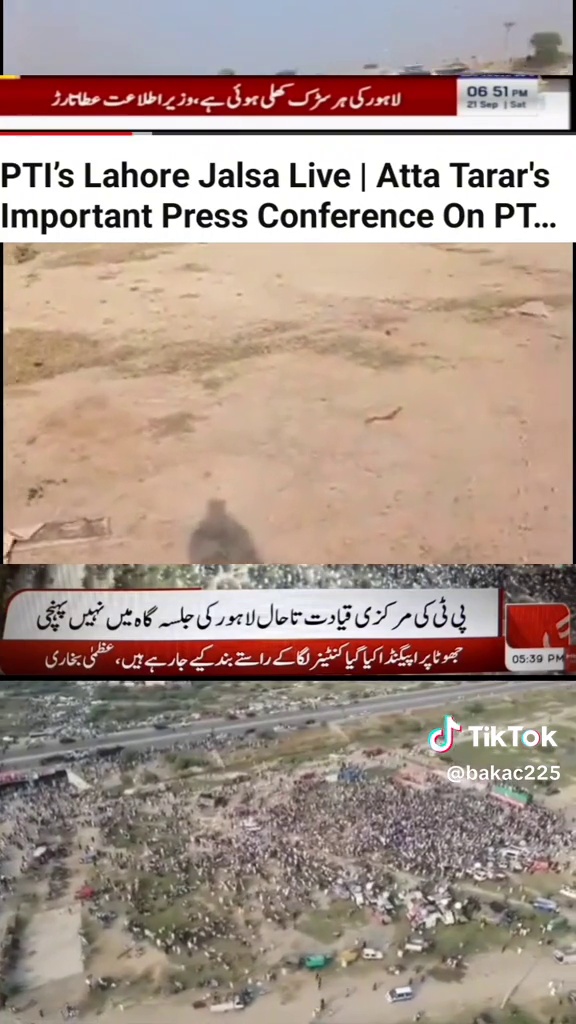 لاہور کی ہر سڑک کھلی ہوئی ہے، وزیر اطلاعت عطا تارڑ
06 51 PM
21 Sep | Sat
PTI's Lahore Jalsa Live | Atta Tarar's
Important Press Conference On PT...
پی ٹی کی مرکزی قیادت تاحال لاہور کی جلسہ گاہ میں نہیں پہنچی
جھوٹا پراپیگنڈا کیا گیا کنٹینر لگا کے راستے بند کیے جا رہے ہیں، عظمیٰ بخاری
05:39 PM
TikTok
@bakac225